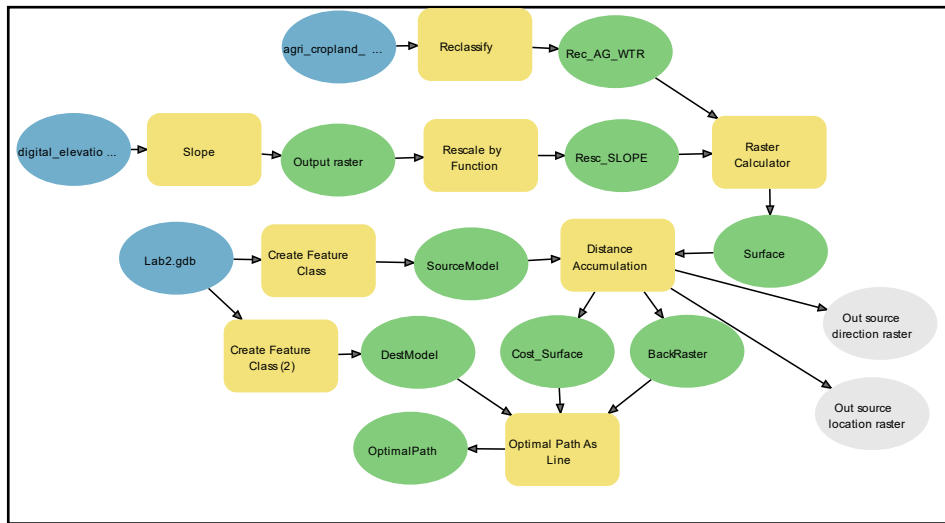 agri_cropland_ ...
Reclassify
Rec_AG_WTR
digital_elevatio ...
Slope
Output raster
Rescale by
Function
Resc_SLOPE
Raster
Calculator
Lab2.gdb
Create Feature
Class
SourceModel
Distance
Accumulation
Surface
Out source
direction raster
Create Feature
Class (2)
DestModel
Cost_Surface
BackRaster
Out source
location raster
OptimalPath
Optimal Path As
Line